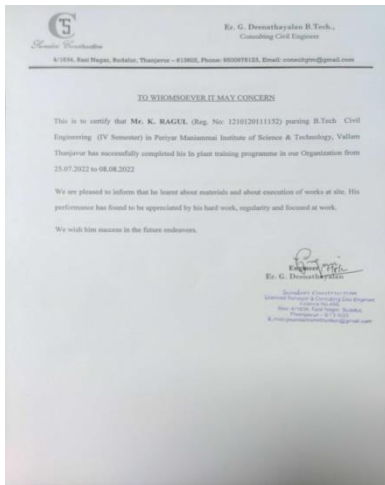 Er. G. Deenathayalan B.Tech.,
Consulting Civil Engineer
TO WHOMSOEVER IT MAY CONCERN
This is to certify that Mr. K. RAGUL (Reg. No: 1210120111152) pursing B.Tech Civil
Engineering (IV Semester) in Periyar Maniammai Institute of Science & Technology, Vallam
Thanjavur has successfully completed his In plant training programme in our Organization from
25.07.2022 to 08.08.2022
We are pleased to inform that he learnt about materials and about execution of works at site. His
performance has found to be appreciated by his hard work, regularity and focused at work.
We wish him success in the future endeavors.
Engineer
Er. G. Deenathayalan